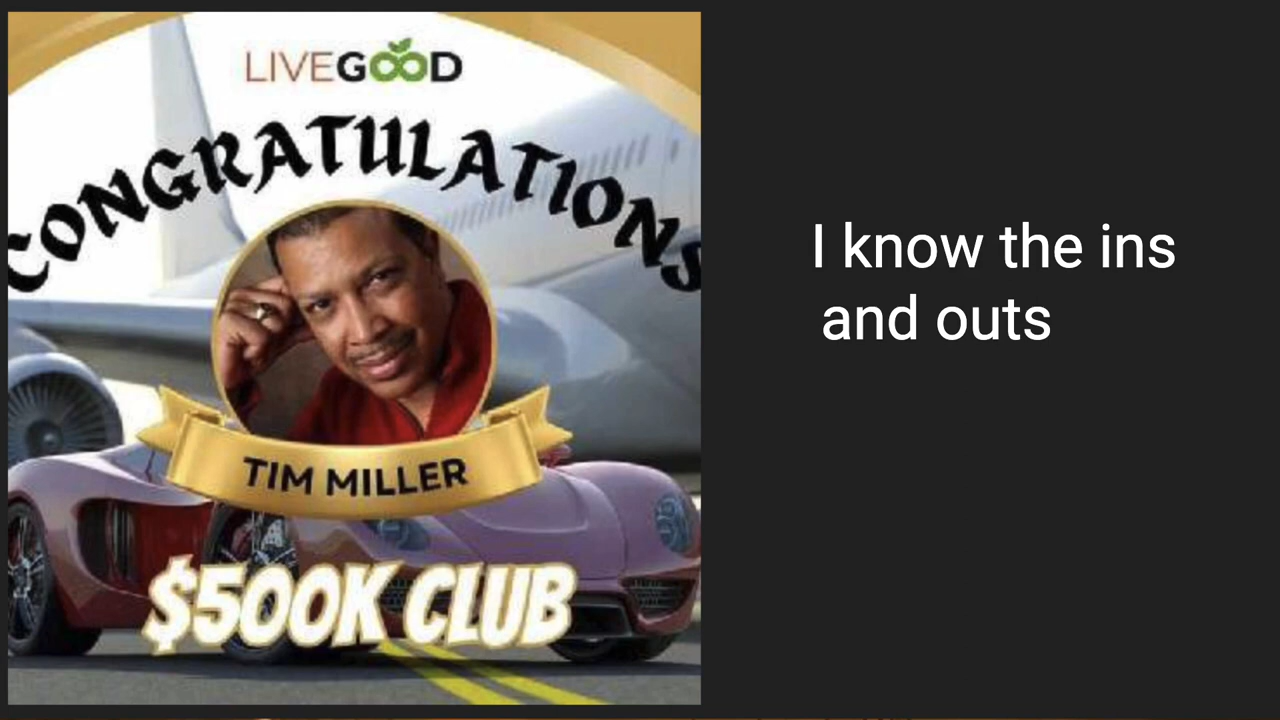 LIVEGOOD
CONGRATULATIONS
TIM MILLER
$500K CLUB
I know the ins
and outs